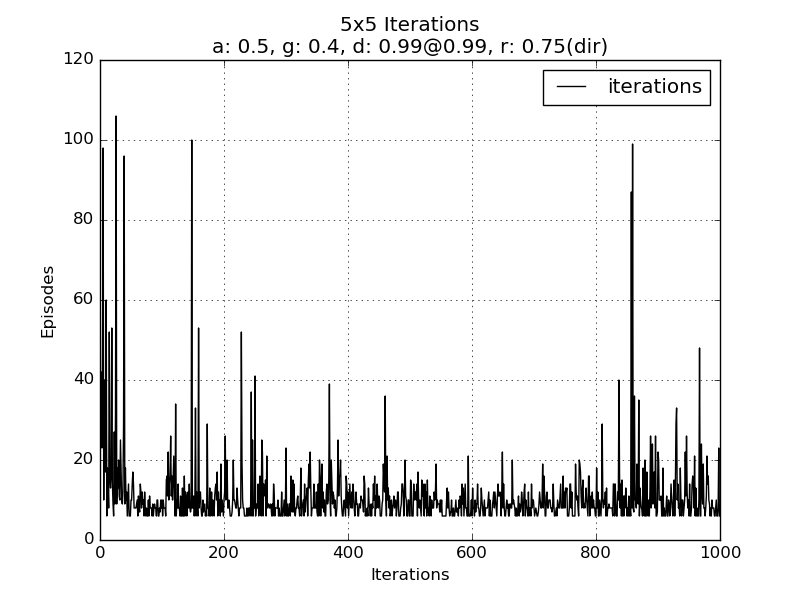 5x5 Iterations
a: 0.5, g: 0.4, d: 0.99@0.99, r: 0.75(dir)
120
iterations
100
80
60
40
20
0
Episodes
0 200 400 600 800 1000
Iterations